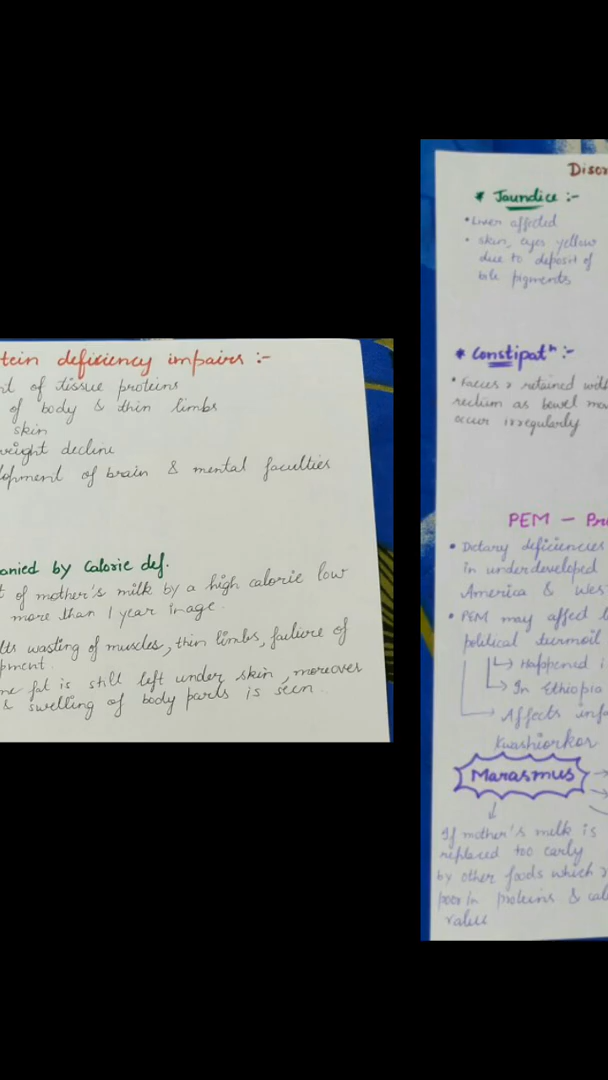 tein deficiency impairs :-
nt of tissue proteins
of body & thin limbs
skin
weight decline
lopment of brain & mental faculties
anied by Calorie def.
t of mother's milk by a high calorie low
more than 1 year in age.
lts wasting of muscles, thin limbs, failure of
pment.
me fat is still left under skin, moreover
& swelling of body parts is seen.
Disor
* Jaundice :-
• Liver affected
• skin, eyes yellow
due to deposit of
bile pigments
* Constipatⁿ :-
• Faeces r retained with
rectum as bowel mov
occur irregularly
PEM – Pro
• Dietary deficiencies
in underdeveloped
America & Wes
• PEM may affect l
political turmoil
↳ Happened i
↳ In Ethiopia
→ Affects infa
Kwashiorkor
Marasmus
If mother's milk is
replaced too early
by other foods which r
poor in proteins & cal
value